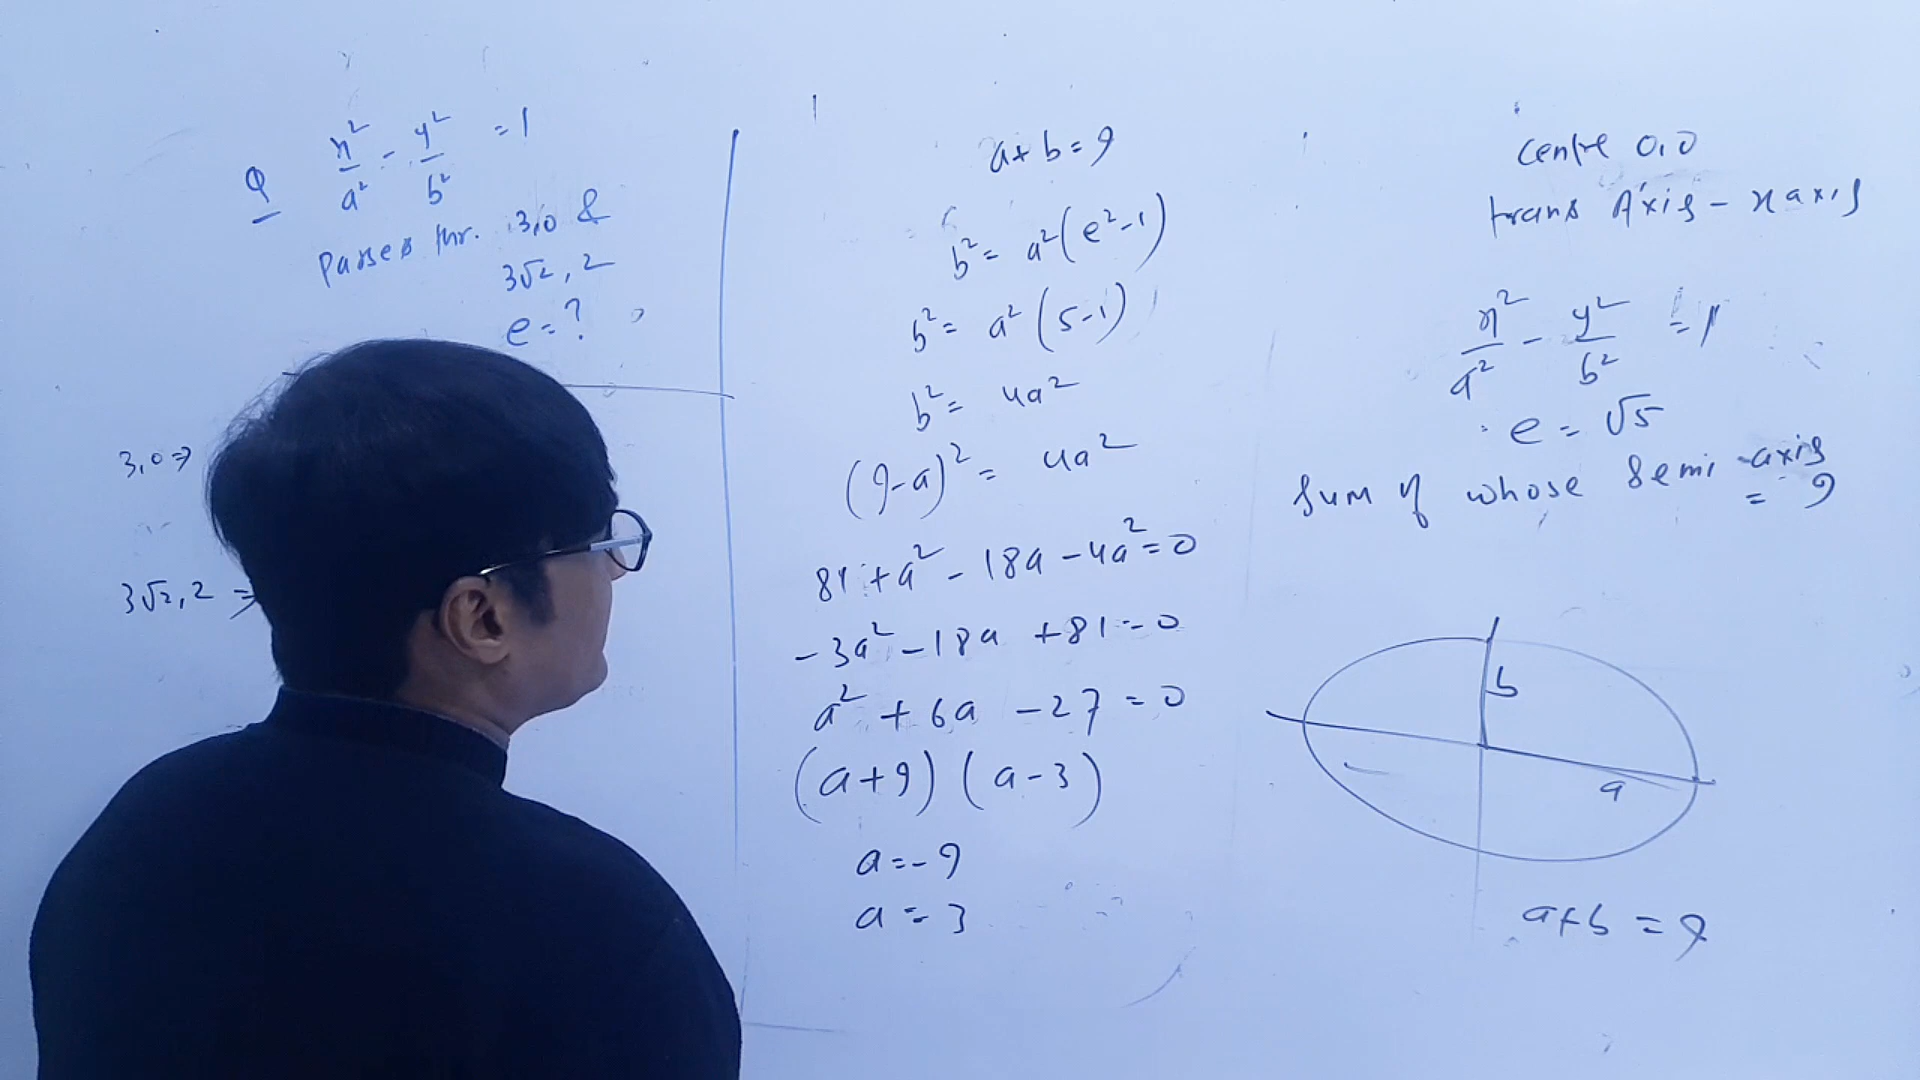 Q x²/a² - y²/b² = 1
Passes thr. 3,0 &
3√2, 2
e = ?
3,0 ⇒
3√2, 2 ⇒
a+b=9
b² = a²(e²-1)
b² = a²(5-1)
b² = 4a²
(9-a)² = 4a²
81 + a² - 18a - 4a² = 0
-3a² - 18a + 81 = 0
a² + 6a - 27 = 0
(a+9) (a-3)
a = -9
a = 3
Centre 0,0
trans Axis - x axis
x²/a² - y²/b² = 1
e = √5
Sum of whose Semi axis
= 9
b
a
a+b = 9